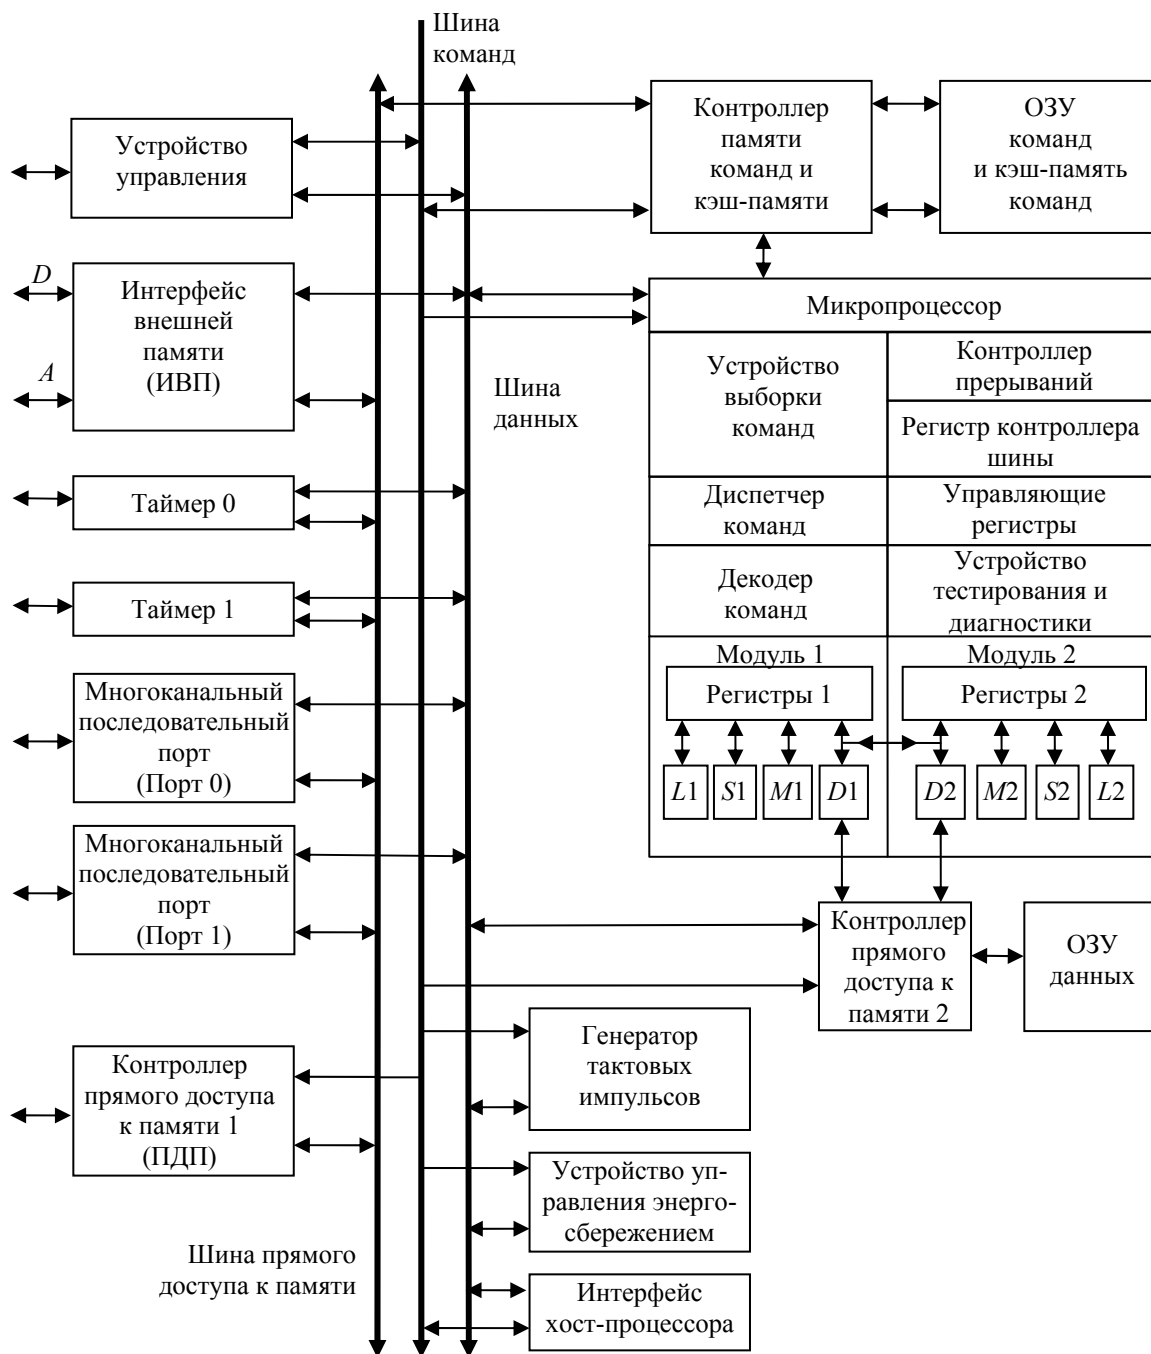 Шина
команд
Устройство
управления
Контроллер
памяти
команд и
кэш-памяти
ОЗУ
команд
и кэш-память
команд
D
A
Интерфейс
внешней
памяти
(ИВП)
Шина
данных
Микропроцессор
Устройство
выборки
команд
Контроллер
прерываний
Регистр контроллера
шины
Диспетчер
команд
Управляющие
регистры
Декодер
команд
Устройство
тестирования и
диагностики
Таймер 0
Таймер 1
Модуль 1
Модуль 2
Регистры 1
Регистры 2
L1 S1 M1 D1 D2 M2 S2 L2
Многоканальный
последовательный
порт
(Порт 0)
Многоканальный
последовательный
порт
(Порт 1)
Контроллер
прямого
доступа к
памяти 2
ОЗУ
данных
Контроллер
прямого доступа
к памяти 1
(ПДП)
Генератор
тактовых
импульсов
Устройство уп-
равления энерго-
сбережением
Шина прямого
доступа к памяти
Интерфейс
хост-процессора